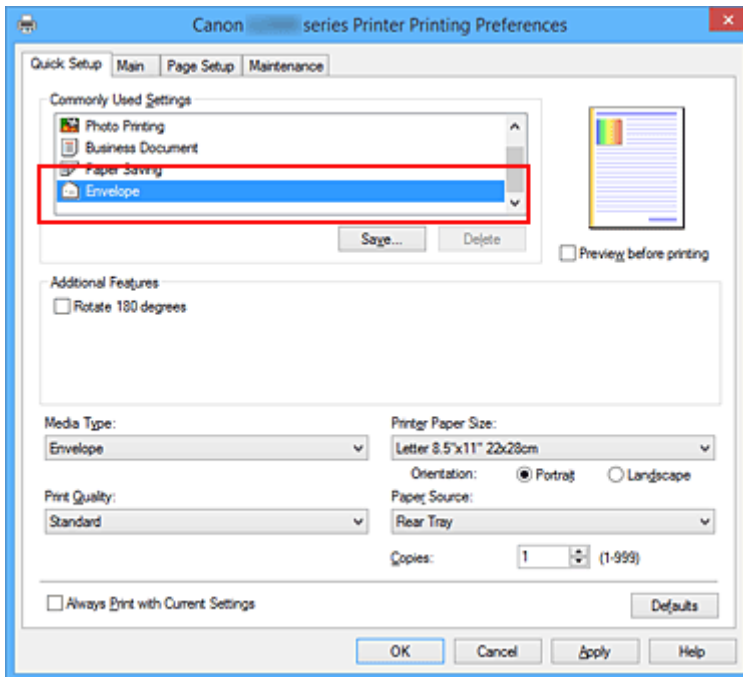 Canon series Printer Printing Preferences
Quick Setup Main Page Setup Maintenance
Commonly Used Settings
Photo Printing
Business Document
Paper Saving
Envelope
Save... Delete
Preview before printing
Additional Features
Rotate 180 degrees
Media Type: Printer Paper Size:
Envelope Letter 8.5"x11" 22x28cm
Orientation: Portrait Landscape
Print Quality: Paper Source:
Standard Rear Tray
Copies: 1 (1-999)
Always Print with Current Settings Defaults
OK Cancel Apply Help